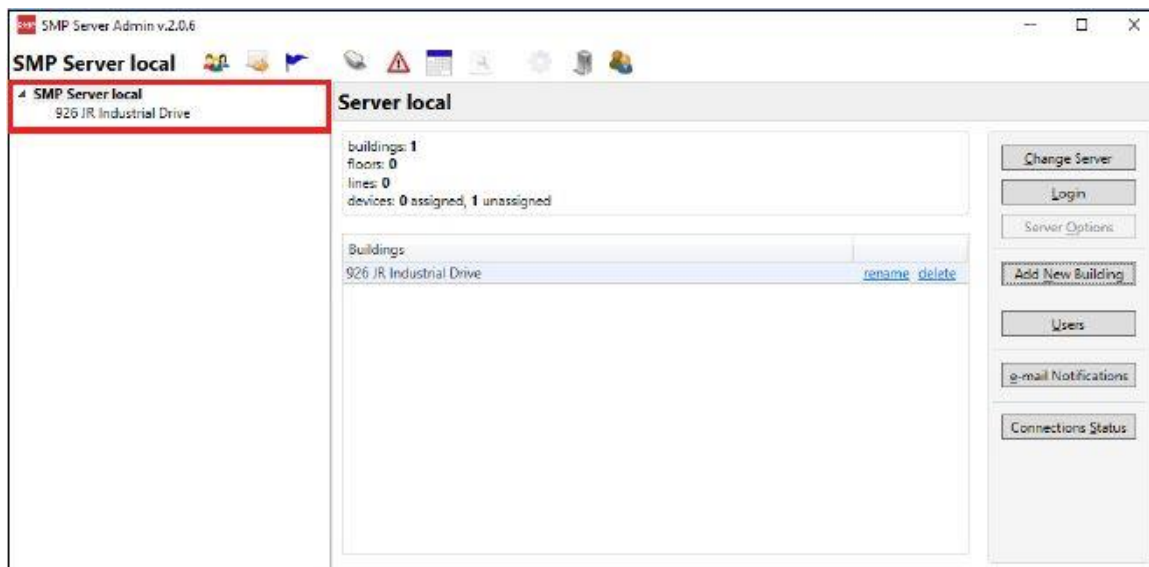 SMP Server Admin v.2.0.6
SMP Server local
SMP Server local
926 JR Industrial Drive
Server local
buildings: 1
floors: 0
lines: 0
devices: 0 assigned, 1 unassigned
Buildings
926 JR Industrial Drive rename delete
Change Server
Login
Server Options
Add New Building
Users
e-mail Notifications
Connections Status